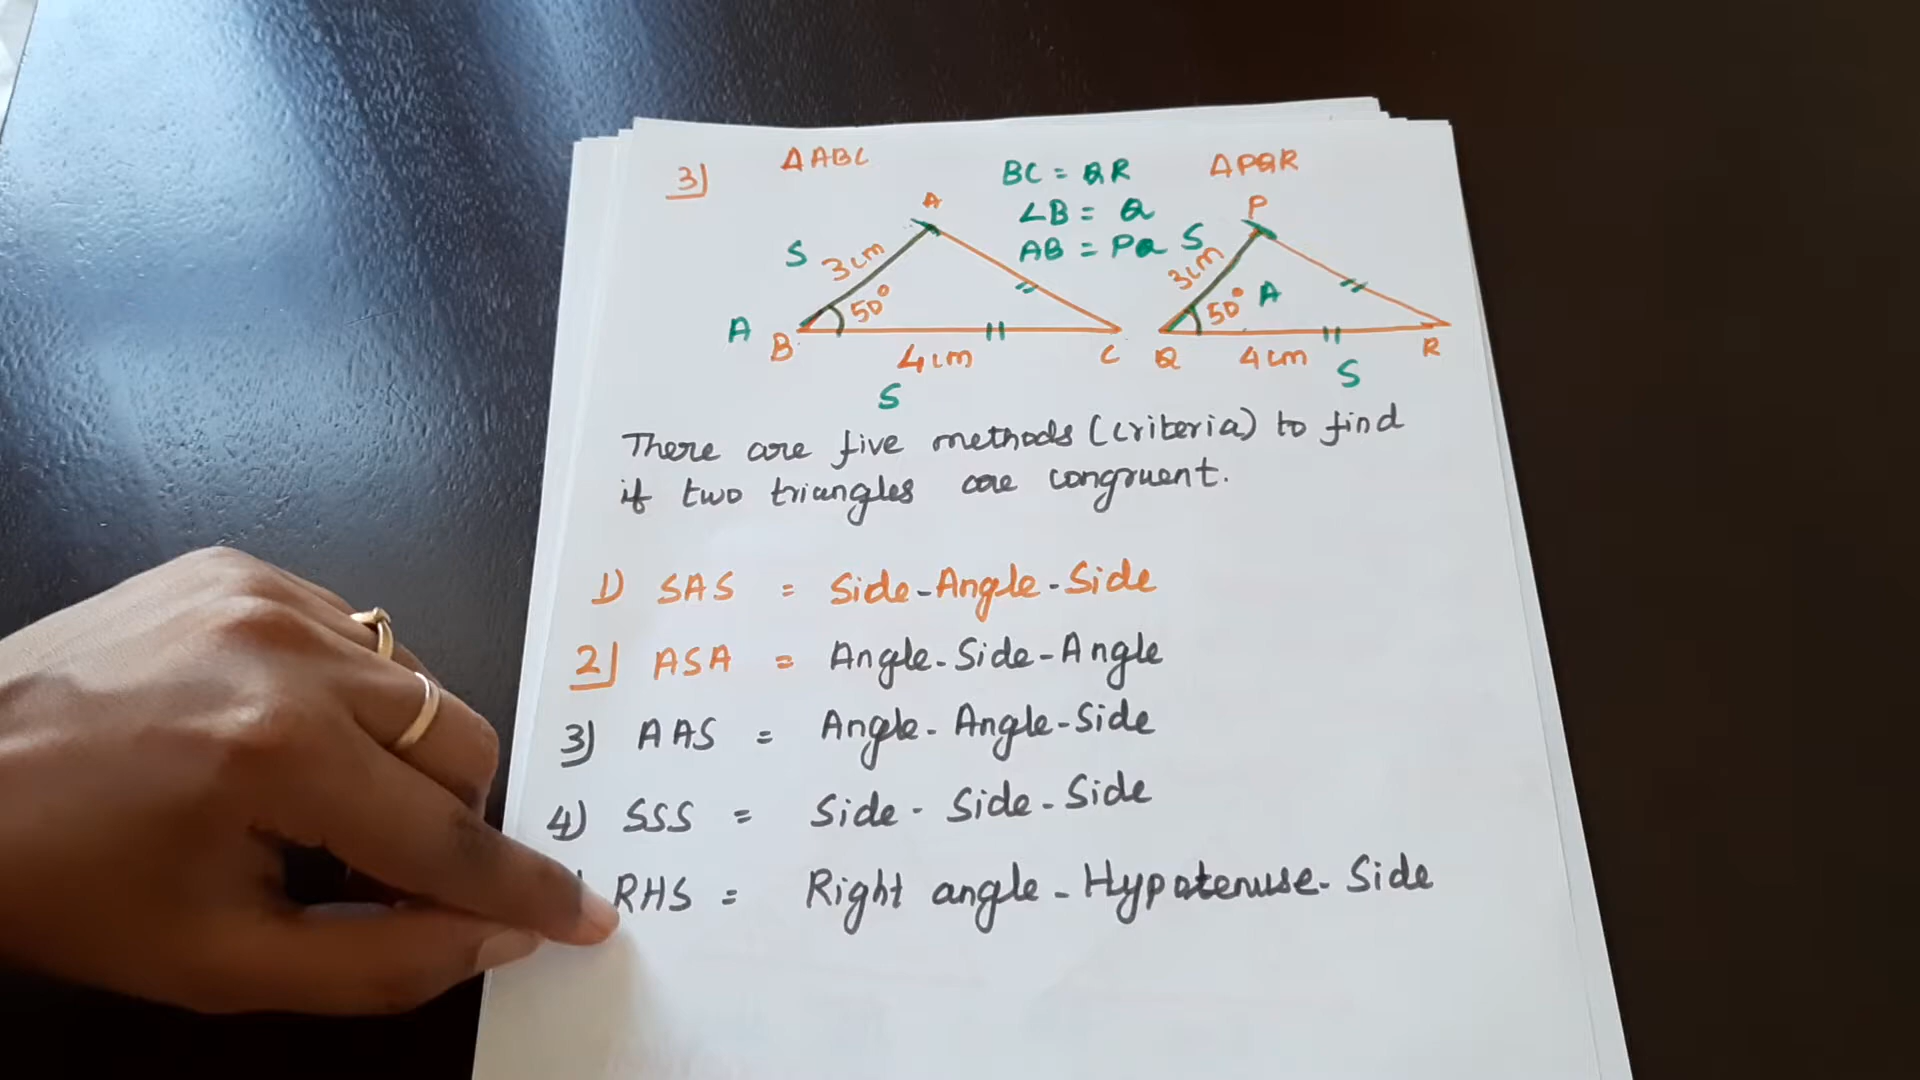 3) ΔABC BC = QR ΔPQR
A ∠B = Q P
S 3cm AB = PQ S 3cm
A 50° 50° A
B 4cm C Q 4cm R
S S
There are five methods (criteria) to find
if two triangles are congruent.
1) SAS = Side-Angle-Side
2) ASA = Angle-Side-Angle
3) AAS = Angle-Angle-Side
4) SSS = Side-Side-Side
RHS = Right angle-Hypotenuse-Side